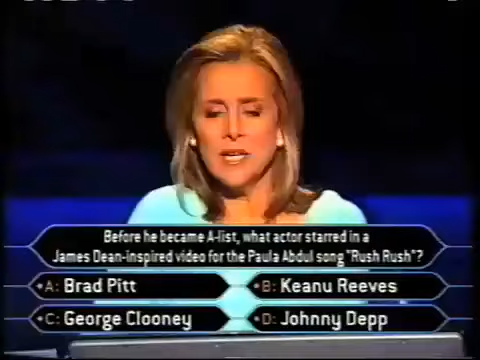 Before he became A-list, what actor starred in a
James Dean-inspired video for the Paula Abdul song "Rush Rush"?
A: Brad Pitt
B: Keanu Reeves
C: George Clooney
D: Johnny Depp